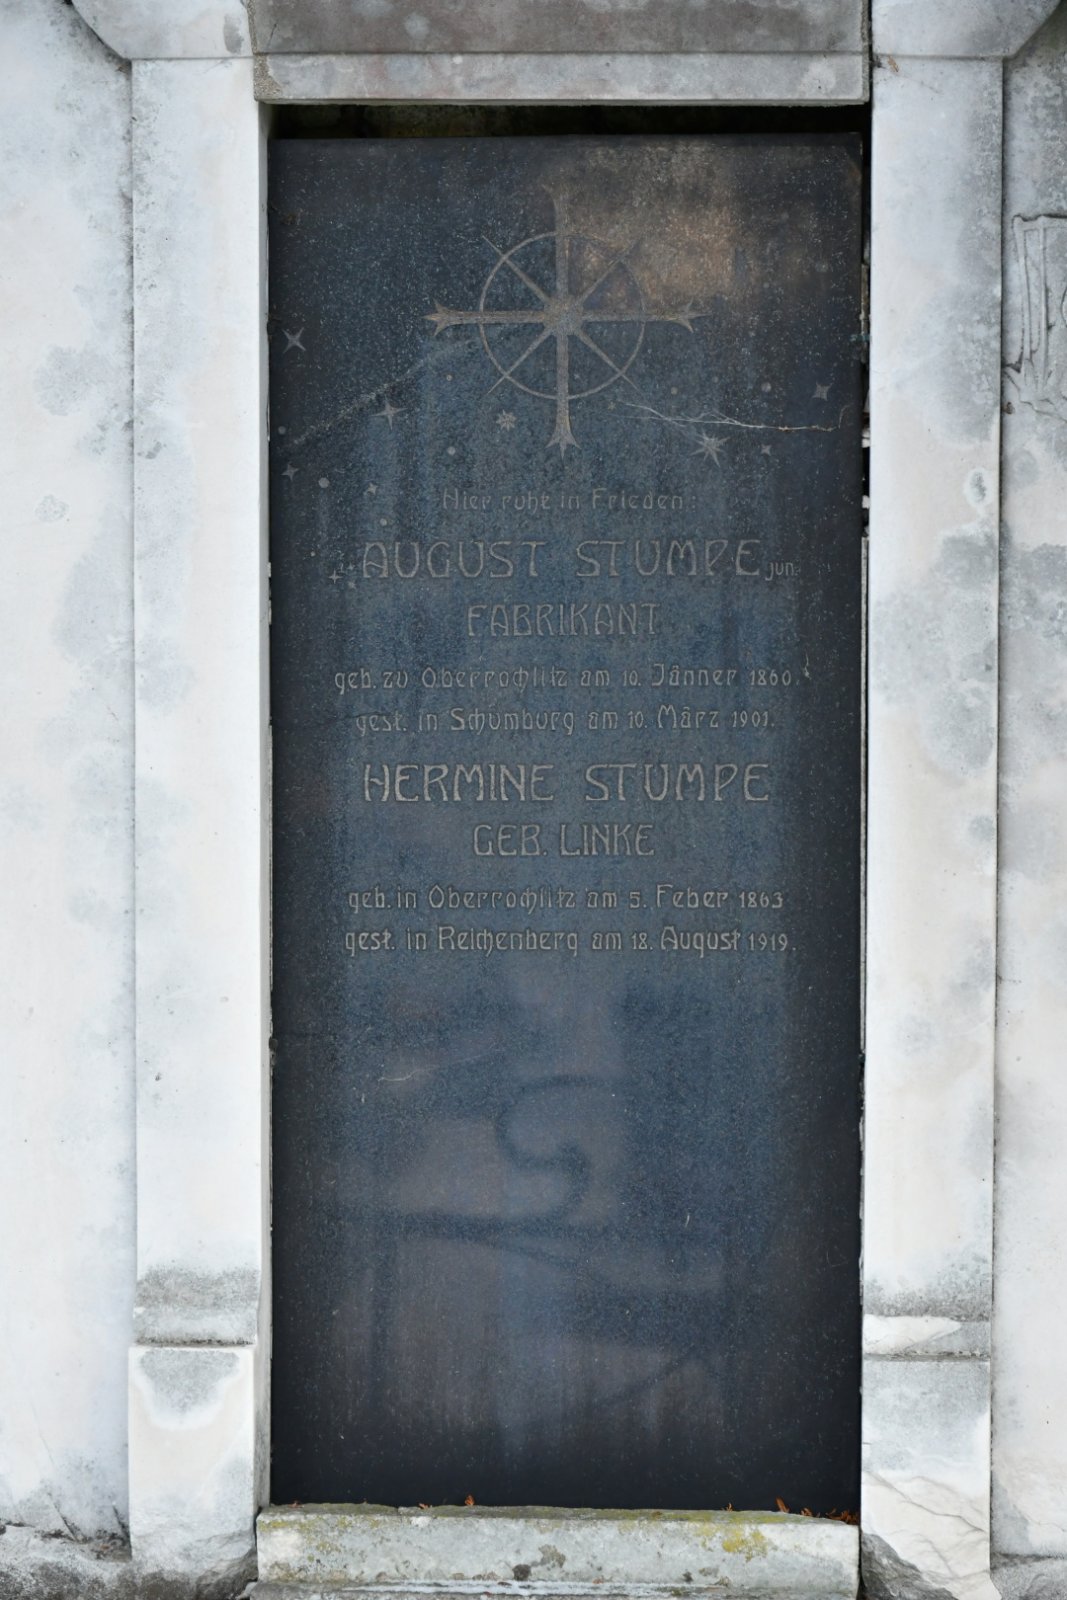 Hier ruht in Frieden:
AUGUST STUMPE jun.
FABRIKANT
geb. zu Oberrochlitz am 10. Jänner 1860.
gest. in Schumburg am 10. März 1901.
HERMINE STUMPE
GEB. LINKE
geb. in Oberrochlitz am 5. Feber 1863
gest. in Reichenberg am 18. August 1919.